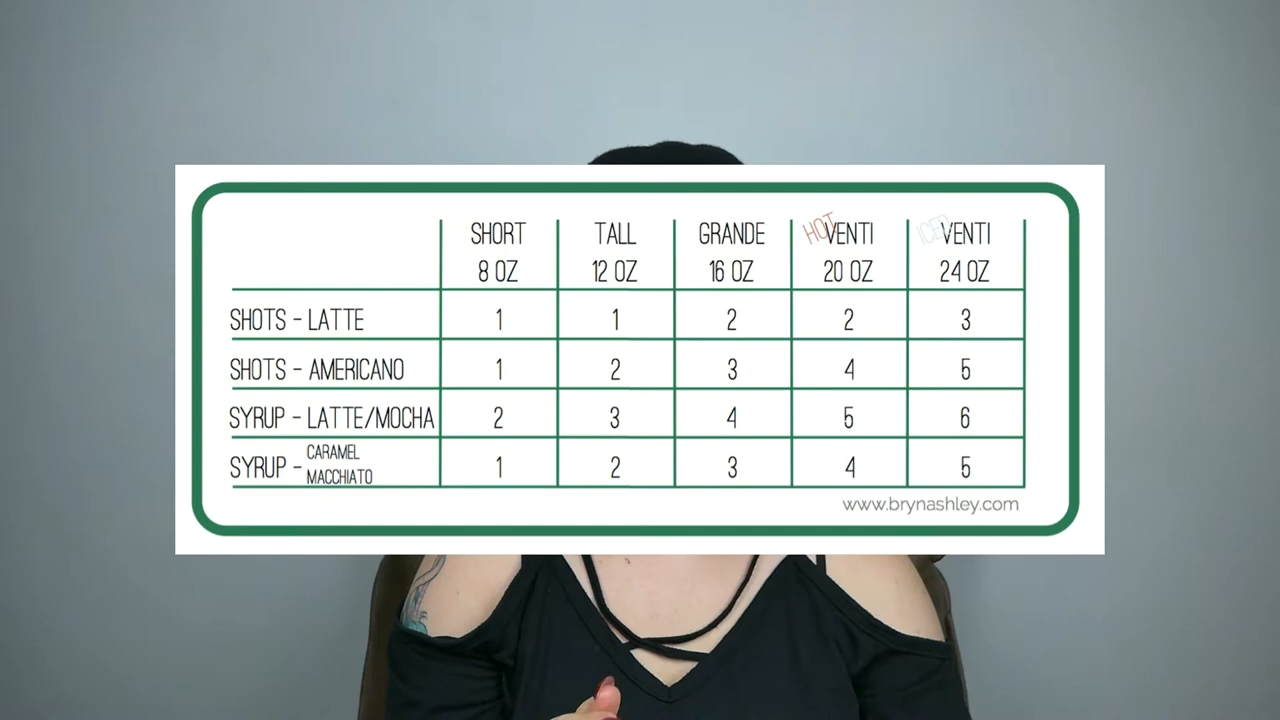 SHORT TALL GRANDE HOT VENTI ICED VENTI
8 OZ 12 OZ 16 OZ 20 OZ 24 OZ
SHOTS - LATTE 1 1 2 2 3
SHOTS - AMERICANO 1 2 3 4 5
SYRUP - LATTE/MOCHA 2 3 4 5 6
SYRUP - CARAMEL MACCHIATO 1 2 3 4 5
www.brynashley.com